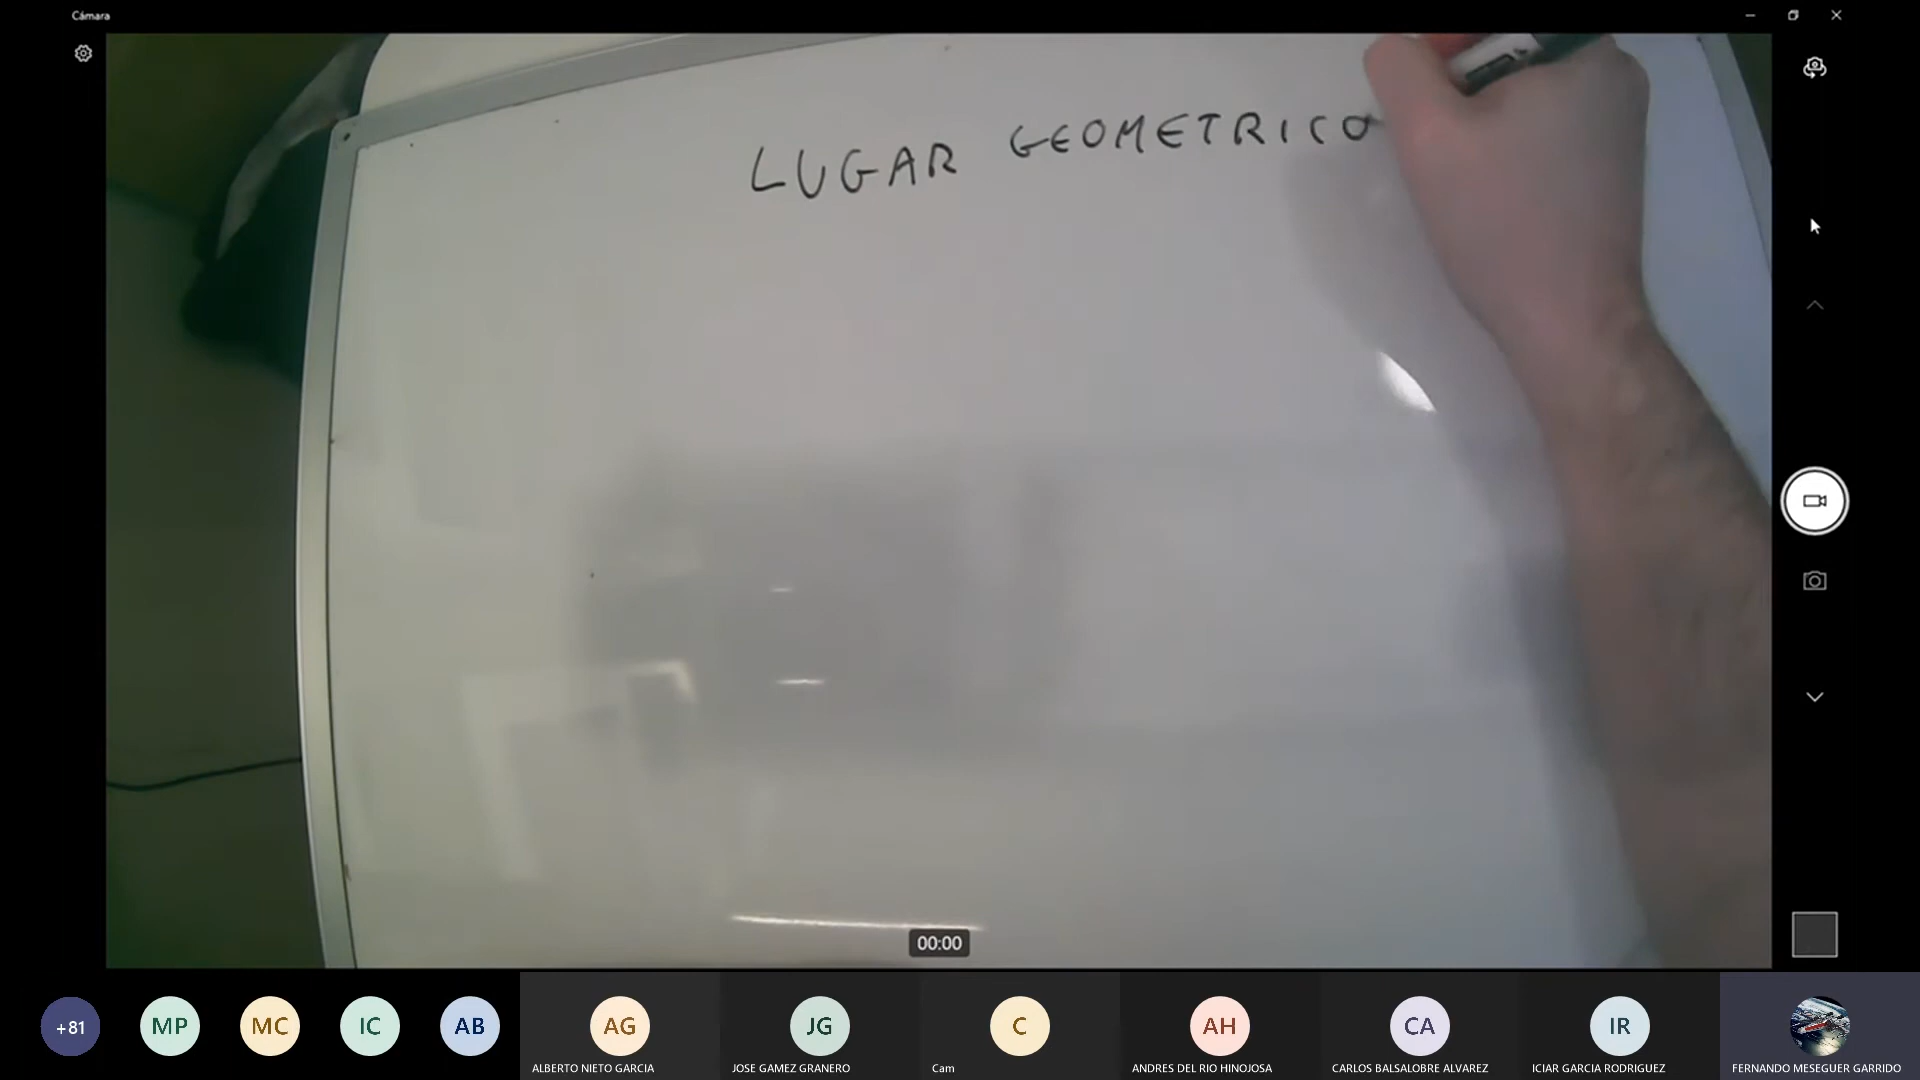 Cámara
LUGAR GEOMETRICO
00:00
+81
MP
MC
IC
AB
AG
JG
C
AH
CA
IR
ALBERTO NIETO GARCIA
JOSE GAMEZ GRANERO
Cam
ANDRES DEL RIO HINOJOSA
CARLOS BALSALOBRE ALVAREZ
ICIAR GARCIA RODRIGUEZ
FERNANDO MESEGUER GARRIDO